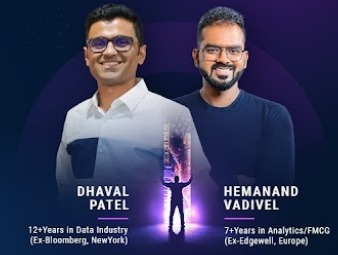 DHAVAL
PATEL
12+Years in Data Industry
(Ex-Bloomberg, NewYork)
HEMANAND
VADIVEL
7+Years in Analytics/FMCG
(Ex-Edgewell, Europe)